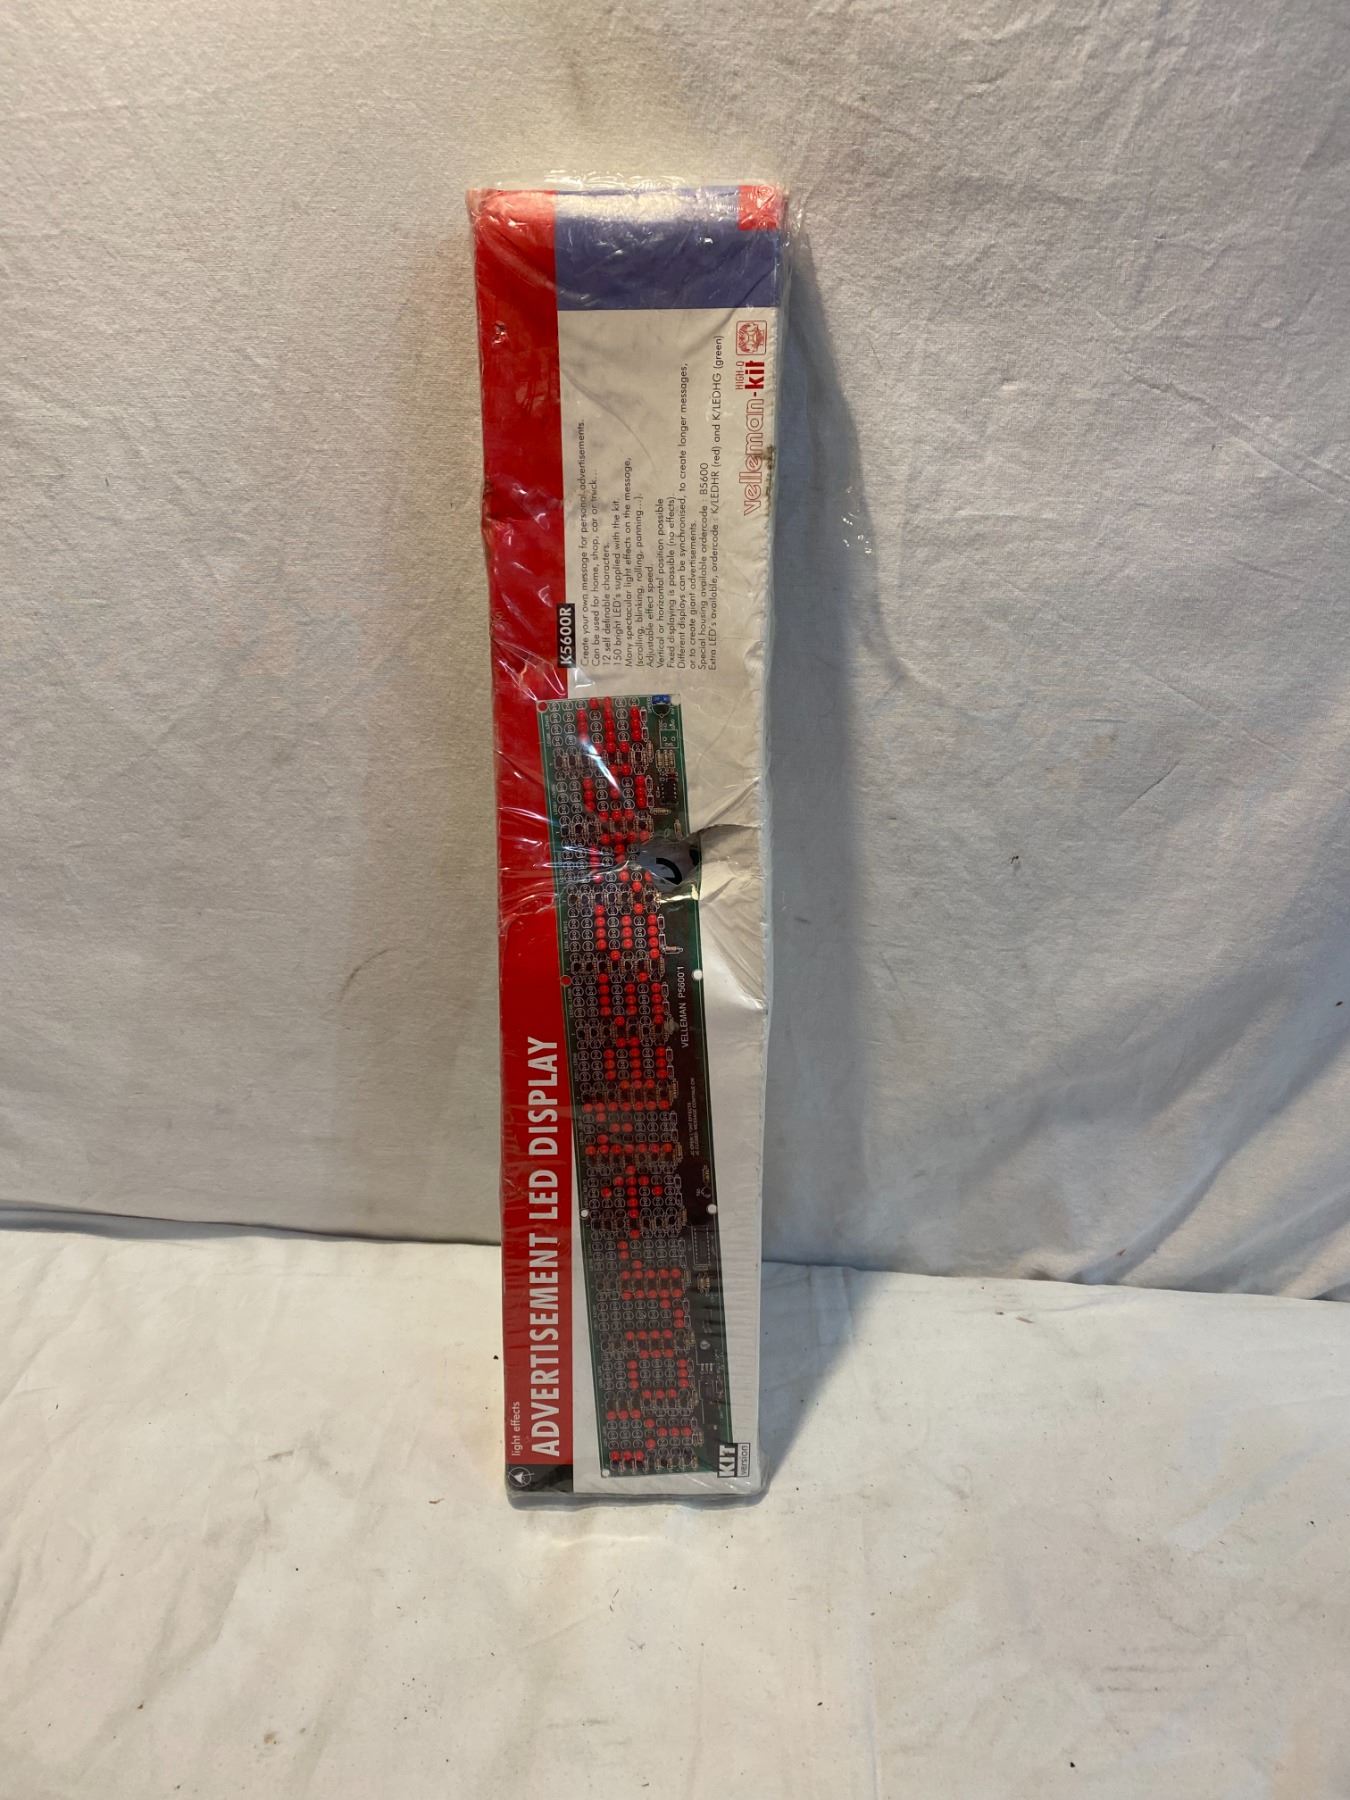 light effects
ADVERTISEMENT LED DISPLAY
K5600R
Create your own message for personal advertisements.
Can be used for home, shop, car or truck...
12 self definable characters.
150 bright LED's supplied with the kit.
Many spectacular light effects on the message,
(scrolling, blinking, rolling, panning...).
Adjustable effect speed.
Vertical or horizontal position possible
Fixed displaying is possible (no effects).
Different displays can be synchronised, to create longer messages,
or to create giant advertisements.
Special housing available ordercode : B5600
Extra LED's available, ordercode : K/LEDHR (red) and K/LEDHG (green)
HIGH-Q
velleman-kit
VELLEMAN P5600'1
KIT
version